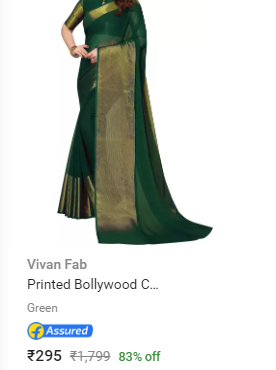 Vivan Fab
Printed Bollywood C...
Green
f Assured
₹295 ₹1,799 83% off